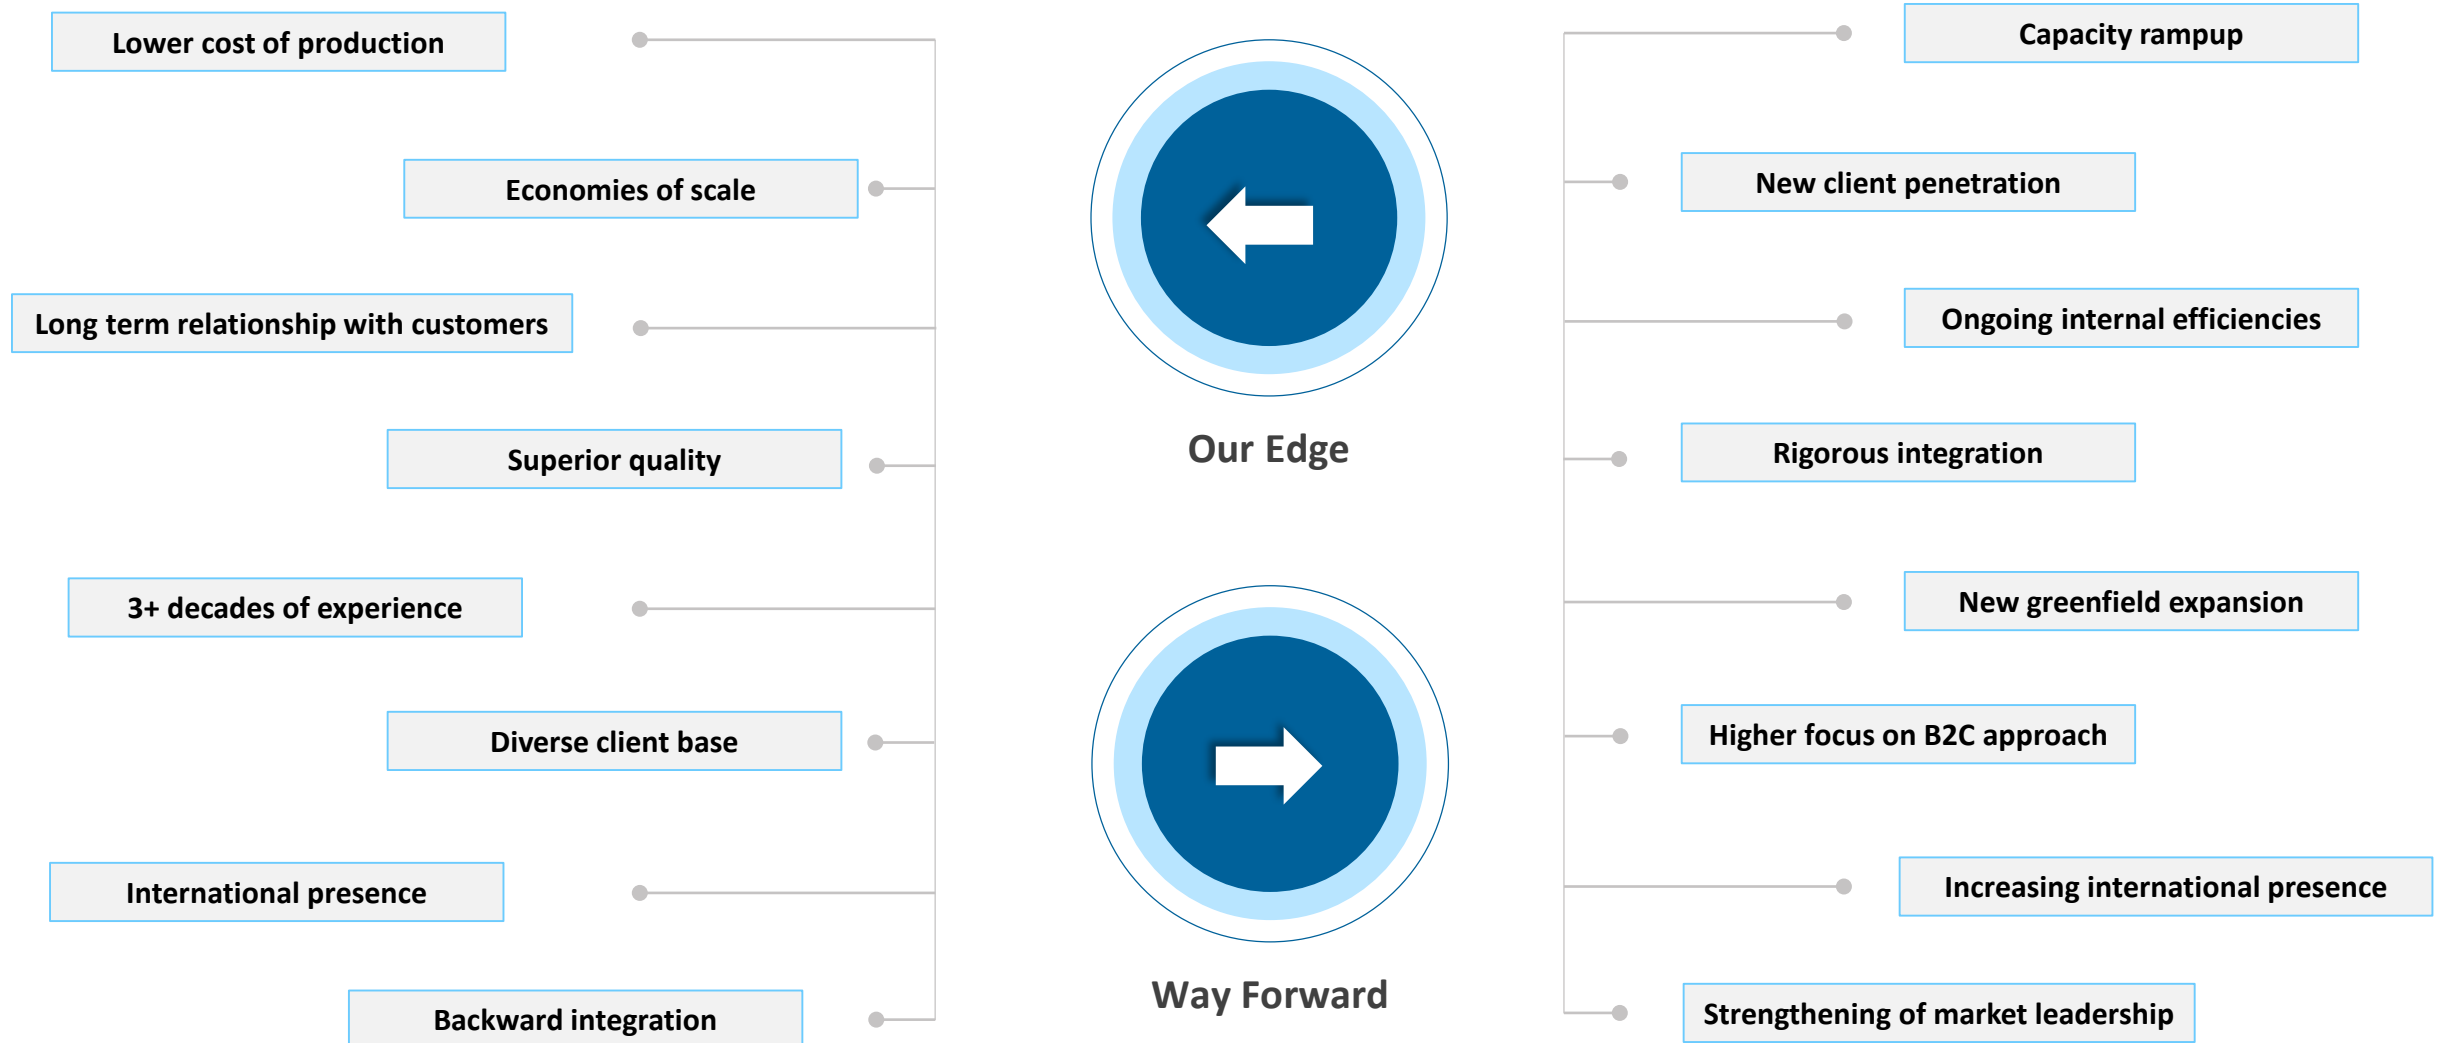 Lower cost of production
Economies of scale
Long term relationship with customers
Superior quality
3+ decades of experience
Diverse client base
International presence
Backward integration
Our Edge
Way Forward
Capacity rampup
New client penetration
Ongoing internal efficiencies
Rigorous integration
New greenfield expansion
Higher focus on B2C approach
Increasing international presence
Strengthening of market leadership